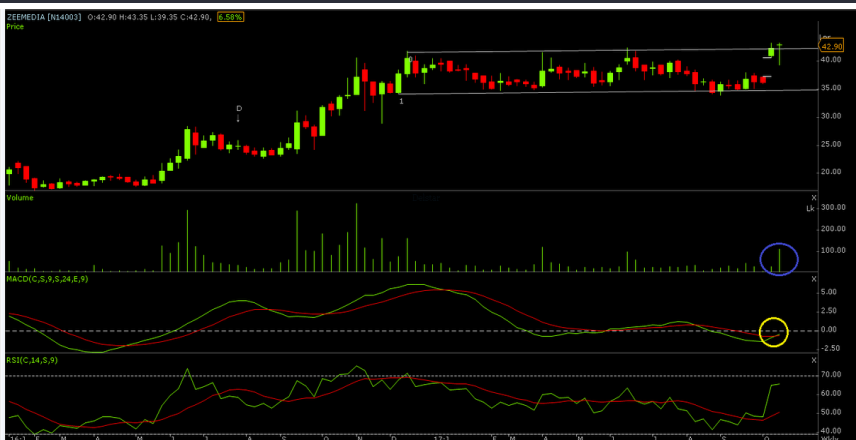 ZEEMEDIA [N14003] O:42.90 H:43.35 L:39.35 C:42.90, 6.58%
Price
42.90
40.00
35.00
30.00
25.00
20.00
D
1
Volume
X
Lk
300.00
200.00
100.00
MACD(C,S,9,S,24,E,9)
X
5.00
2.50
0.00
-2.50
RSI(C,14,S,9)
X
70.00
60.00
50.00
40.00